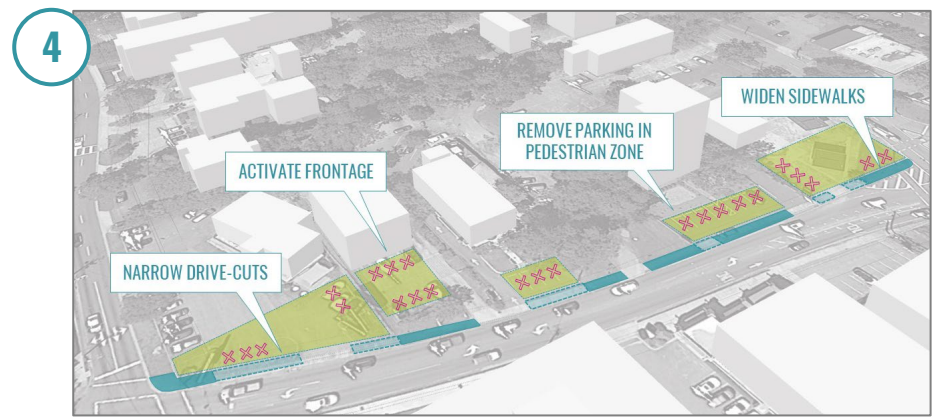 4
WIDEN SIDEWALKS
REMOVE PARKING IN
PEDESTRIAN ZONE
ACTIVATE FRONTAGE
NARROW DRIVE-CUTS